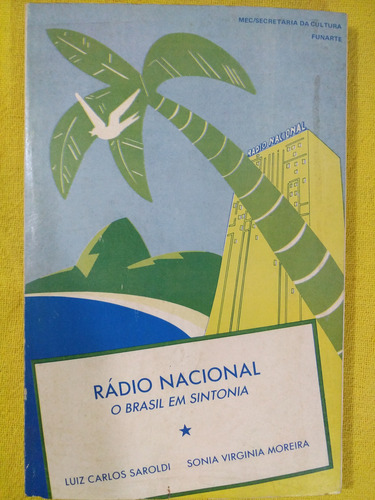 MEC/SECRETARIA DA CULTURA
FUNARTE
RÁDIO NACIONAL
RÁDIO NACIONAL
O BRASIL EM SINTONIA
LUIZ CARLOS SAROLDI SONIA VIRGINIA MOREIRA